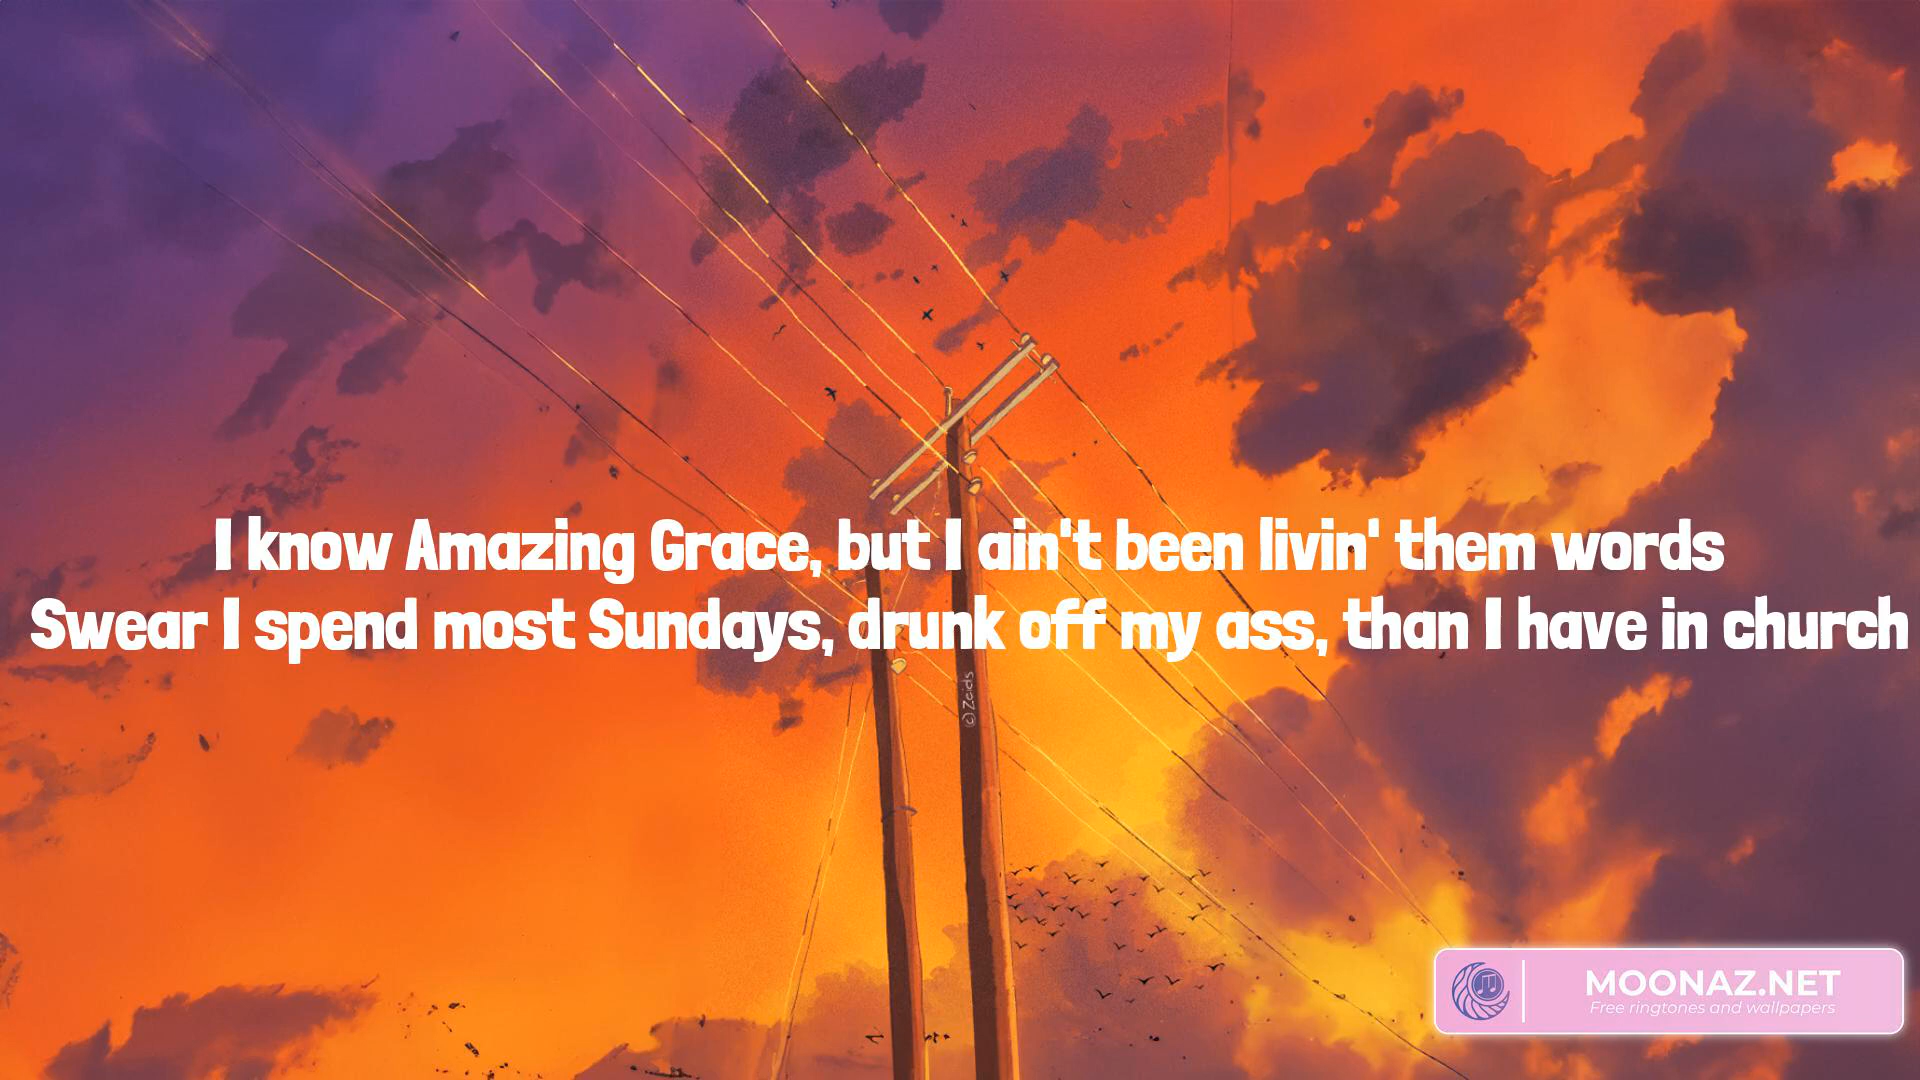 I know Amazing Grace, but I ain't been livin' them words
Swear I spend most Sundays, drunk off my ass, than I have in church
(c) Zeids
MOONAZ.NET
Free ringtones and wallpapers